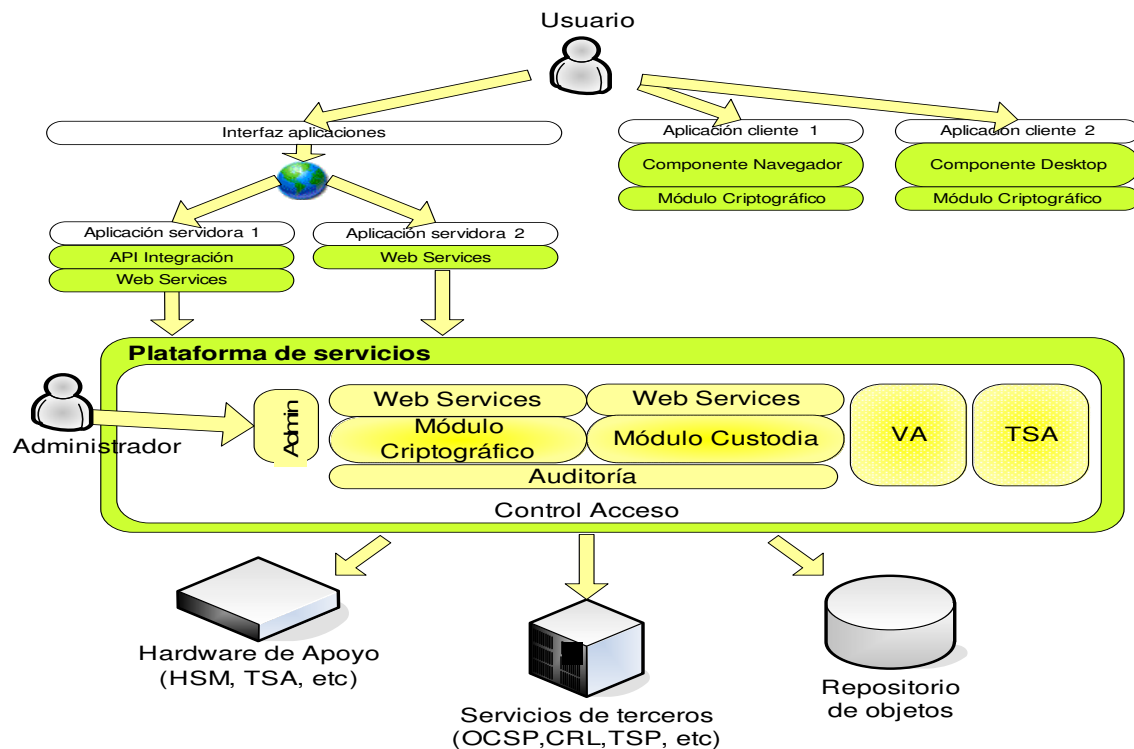 Usuario
Interfaz aplicaciones
Aplicación cliente 1
Aplicación cliente 2
Componente Navegador
Componente Desktop
Módulo Criptográfico
Módulo Criptográfico
Aplicación servidora 1
Aplicación servidora 2
API Integración
Web Services
Web Services
Plataforma de servicios
Administrador
Admin
Web Services
Web Services
Módulo
Criptográfico
Módulo Custodia
VA
TSA
Auditoría
Control Acceso
Hardware de Apoyo
(HSM, TSA, etc)
Servicios de terceros
(OCSP,CRL,TSP, etc)
Repositorio
de objetos